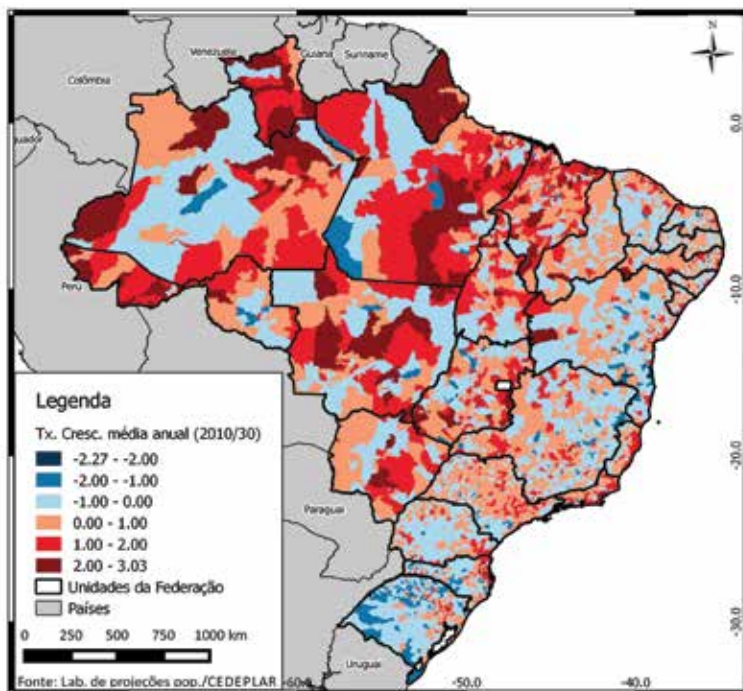 N
Venezuela
Guiana
Suriname
Colômbia
uador
Peru
Paraguai
Uruguai
0.0
-10.0
-20.0
-30.0
-60.0
-50.0
-40.0
Legenda
Tx. Cresc. média anual (2010/30)
-2.27 - -2.00
-2.00 - -1.00
-1.00 - 0.00
0.00 - 1.00
1.00 - 2.00
2.00 - 3.03
Unidades da Federação
Países
0 250 500 750 1000 km
Fonte: Lab. de projeções pop./CEDEPLAR